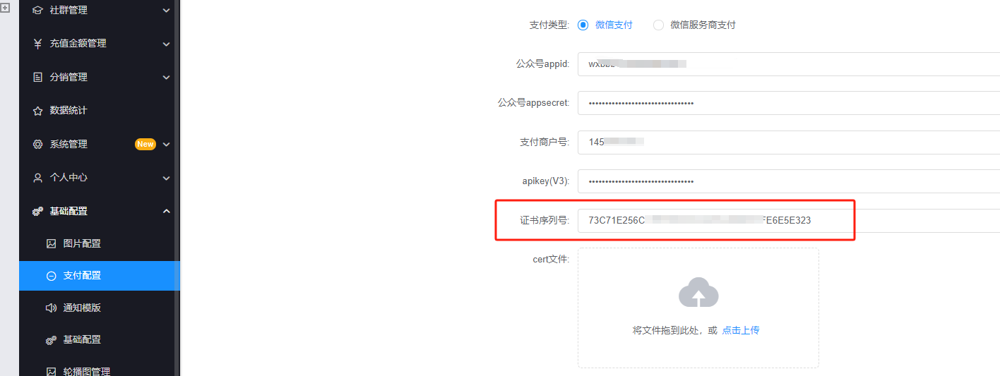 社群管理
充值金额管理
分销管理
数据统计
系统管理 New
个人中心
基础配置
图片配置
支付配置
通知模版
基础配置
轮播图管理
支付类型: 微信支付 微信服务商支付
公众号appid:
公众号appsecret: ••••••••••••••••••••••••••••••••
支付商户号: 145
apikey(V3): ••••••••••••••••••••••••••••••••
证书序列号: 73C71E256C FE6E5E323
cert文件:
将文件拖到此处，或 点击上传